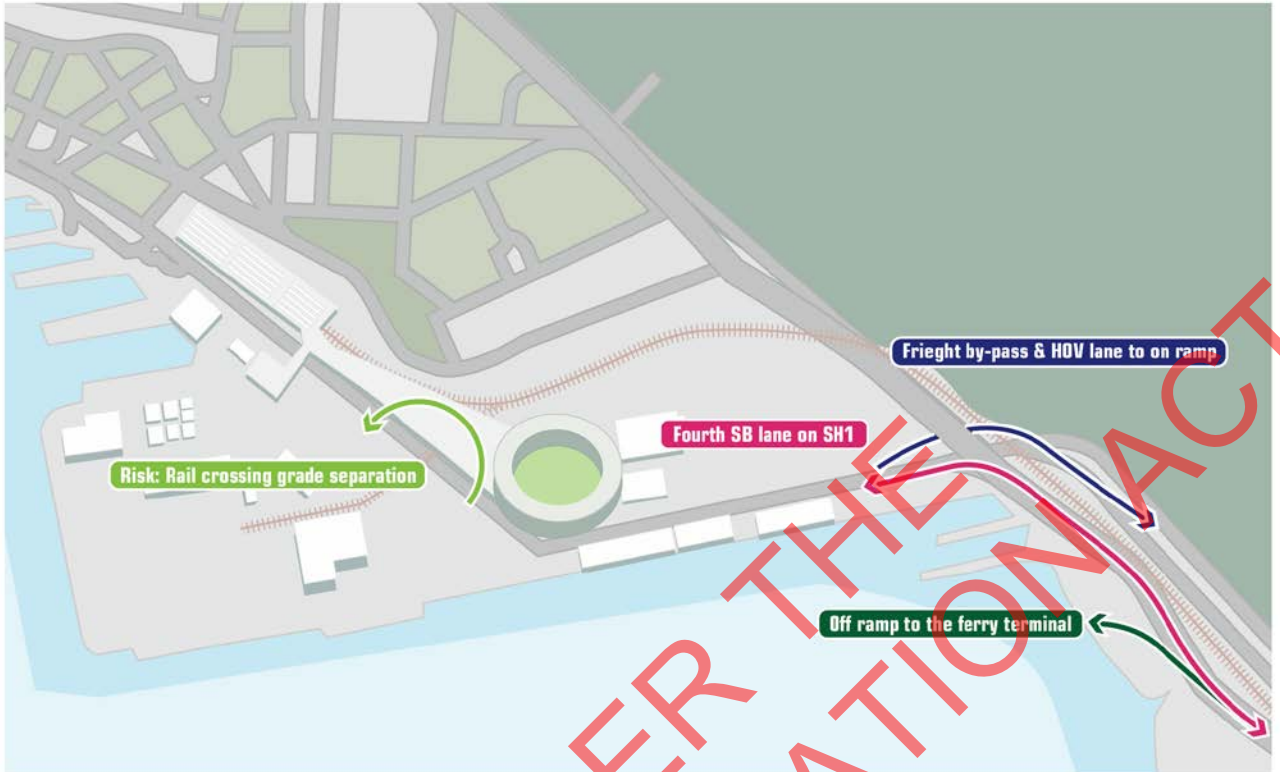 Frieght by-pass & HOV lane to on ramp
Fourth SB lane on SH1
Risk: Rail crossing grade separation
Off ramp to the ferry terminal
ER THE
ATION ACT